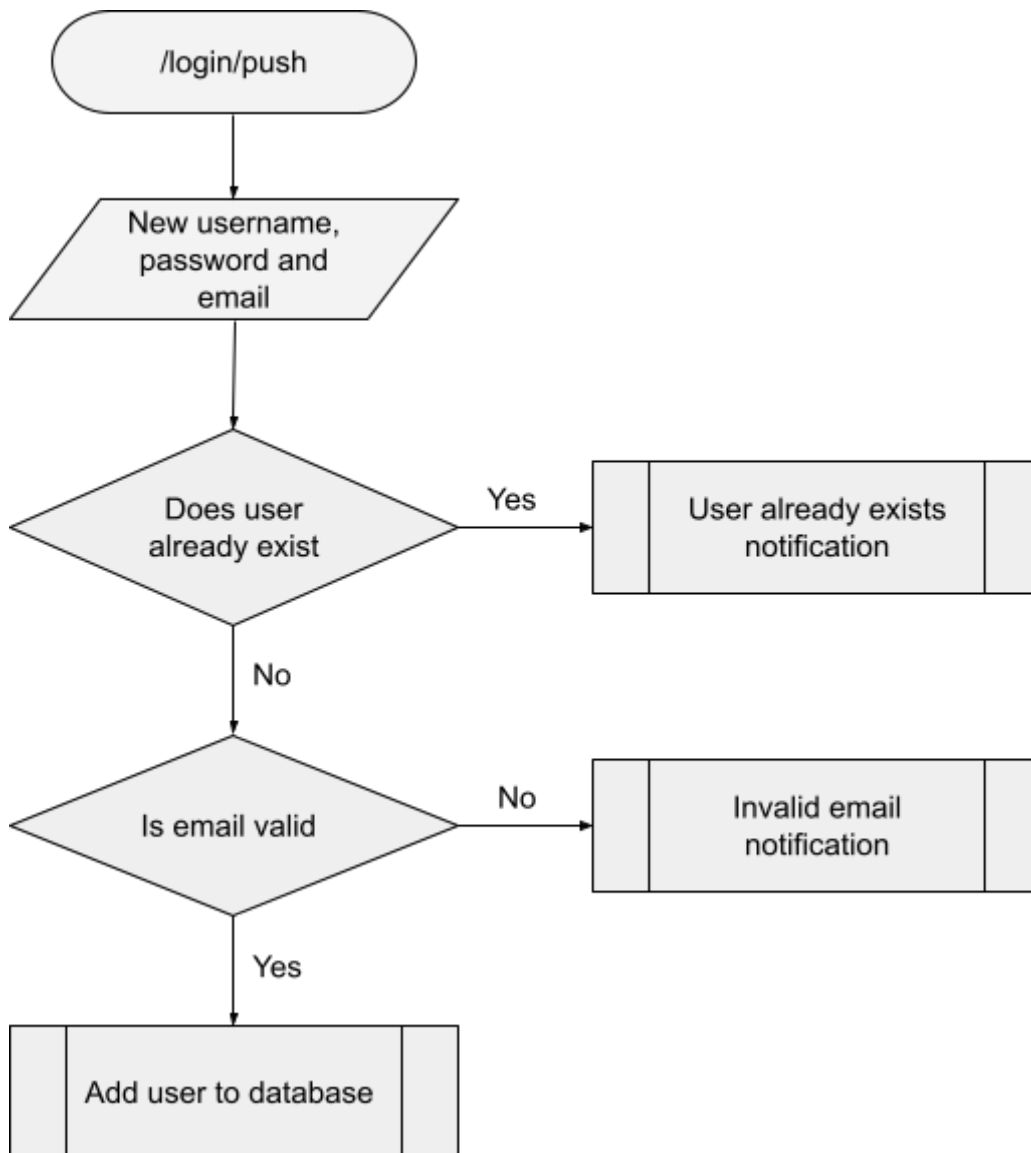 /login/push
New username,
password and
email
Does user
already exist
Yes
User already exists
notification
No
Is email valid
No
Invalid email
notification
Yes
Add user to database